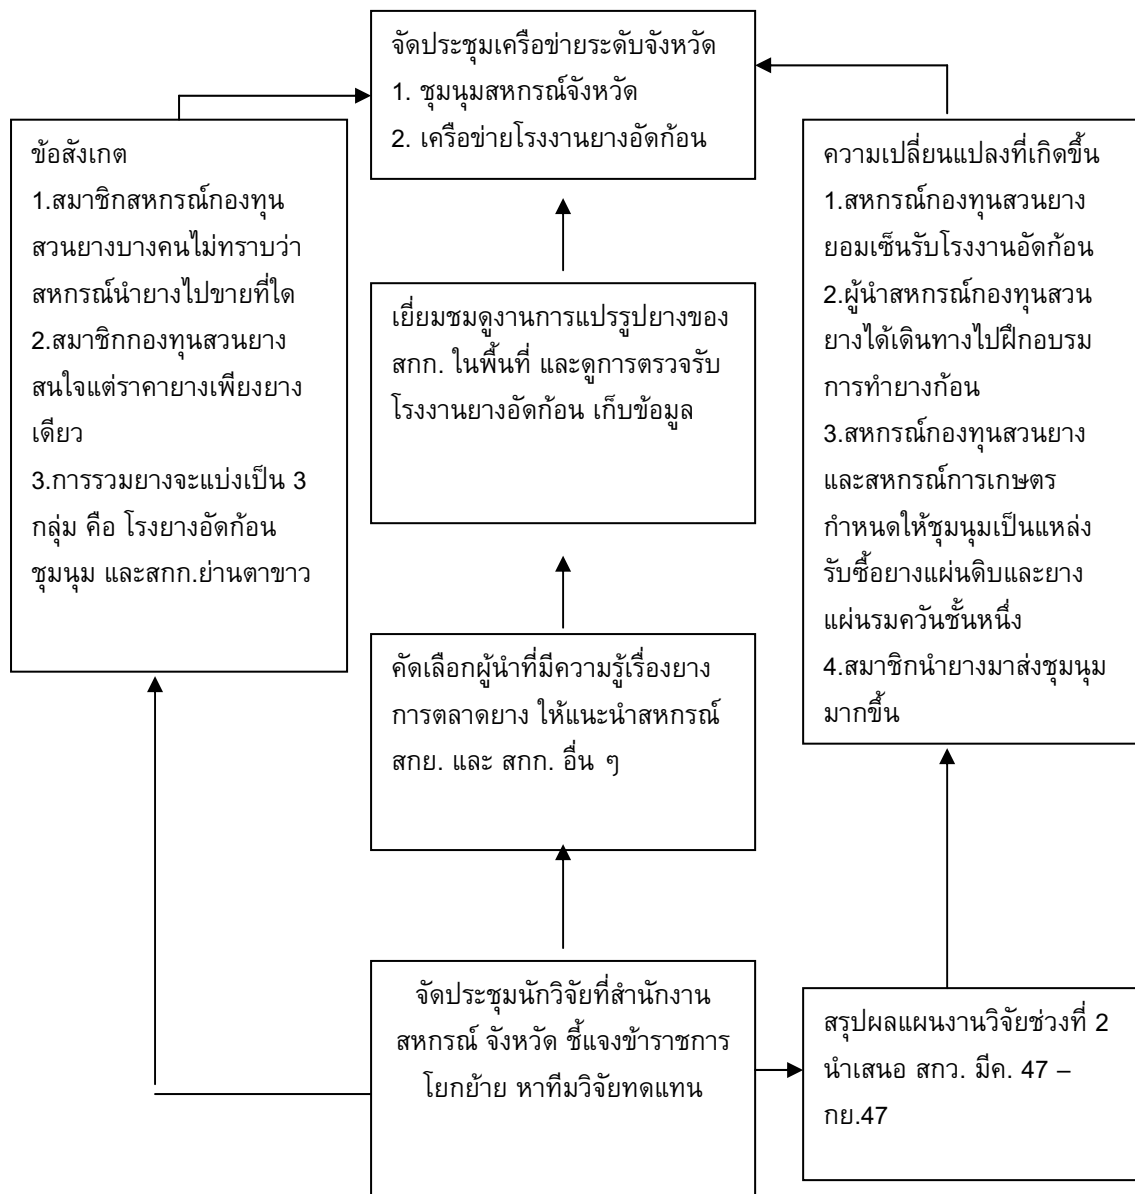 จัดประชุมเครือข่ายระดับจังหวัด
1. ชุมนุมสหกรณ์จังหวัด
2. เครือข่ายโรงงานยางอัดก้อน
ข้อสังเกต
1.สมาชิกสหกรณ์กองทุน
สวนยางบางคนไม่ทราบว่า
สหกรณ์นำยางไปขายที่ใด
2.สมาชิกกองทุนสวนยาง
สนใจแต่ราคายางเพียงยาง
เดียว
3.การรวมยางจะแบ่งเป็น 3
กลุ่ม คือ โรงยางอัดก้อน
ชุมนุม และสกก.ย่านตาขาว
เยี่ยมชมดูงานการแปรรูปยางของ
สกก. ในพื้นที่ และดูการตรวจรับ
โรงงานยางอัดก้อน เก็บข้อมูล
ความเปลี่ยนแปลงที่เกิดขึ้น
1.สหกรณ์กองทุนสวนยาง
ยอมเซ็นรับโรงงานอัดก้อน
2.ผู้นำสหกรณ์กองทุนสวน
ยางได้เดินทางไปฝึกอบรม
การทำยางก้อน
3.สหกรณ์กองทุนสวนยาง
และสหกรณ์การเกษตร
กำหนดให้ชุมนุมเป็นแหล่ง
รับซื้อยางแผ่นดิบและยาง
แผ่นรมควันชั้นหนึ่ง
4.สมาชิกนำยางมาส่งชุมนุม
มากขึ้น
คัดเลือกผู้นำที่มีความรู้เรื่องยาง
การตลาดยาง ให้แนะนำสหกรณ์
สกย. และ สกก. อื่น ๆ
จัดประชุมนักวิจัยที่สำนักงาน
สหกรณ์ จังหวัด ชี้แจงข้าราชการ
โยกย้าย หาทีมวิจัยทดแทน
สรุปผลแผนงานวิจัยช่วงที่ 2
นำเสนอ สกว. มีค. 47 –
กย.47